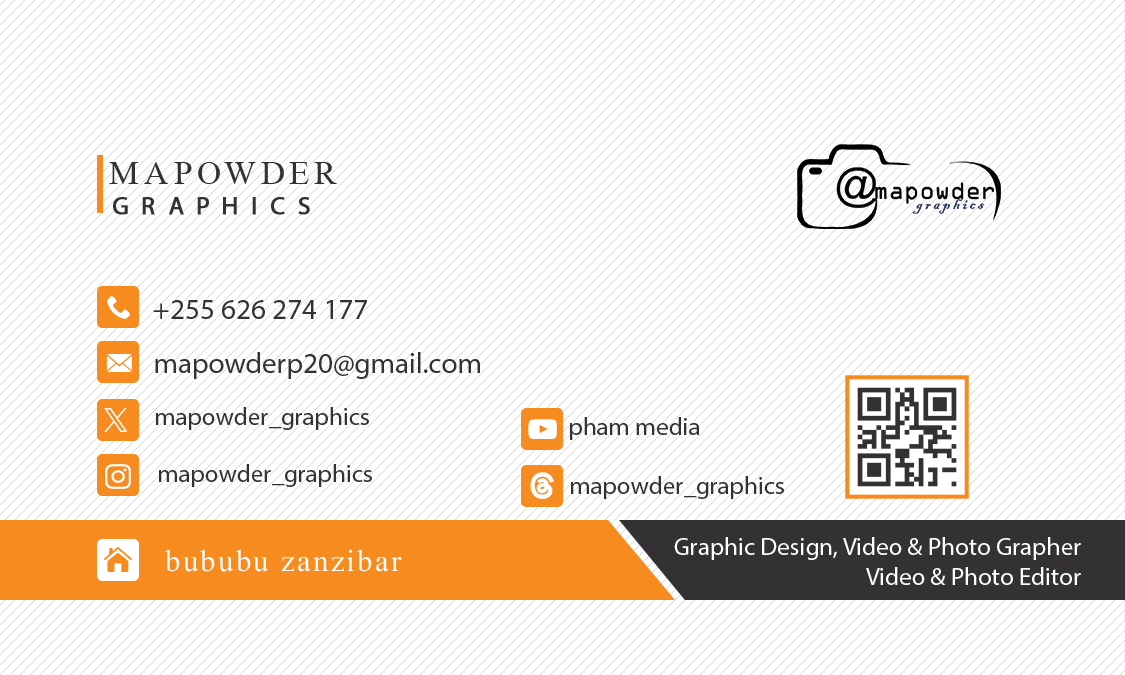 MAPOWDER
GRAPHICS
@mapowder
graphics
+255 626 274 177
mapowderp20@gmail.com
mapowder_graphics
mapowder_graphics
pham media
mapowder_graphics
bububu zanzibar
Graphic Design, Video & Photo Grapher
Video & Photo Editor